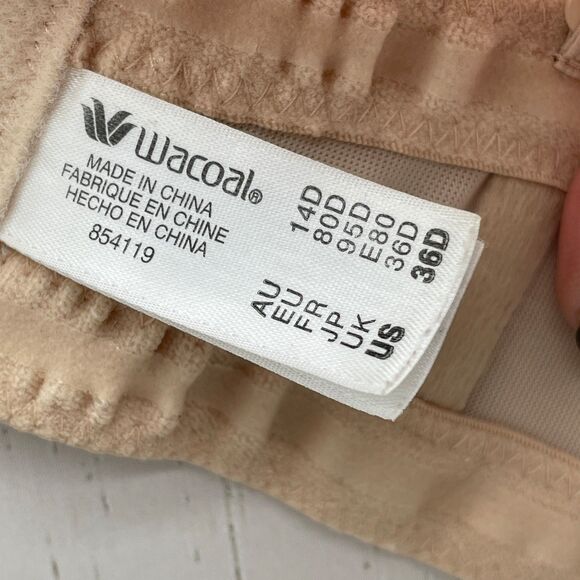 wacoal®
MADE IN CHINA
FABRIQUE EN CHINE
HECHO EN CHINA
854119
AU 14D
EU 80D
FR 95D
JP E80
UK 36D
US 36D